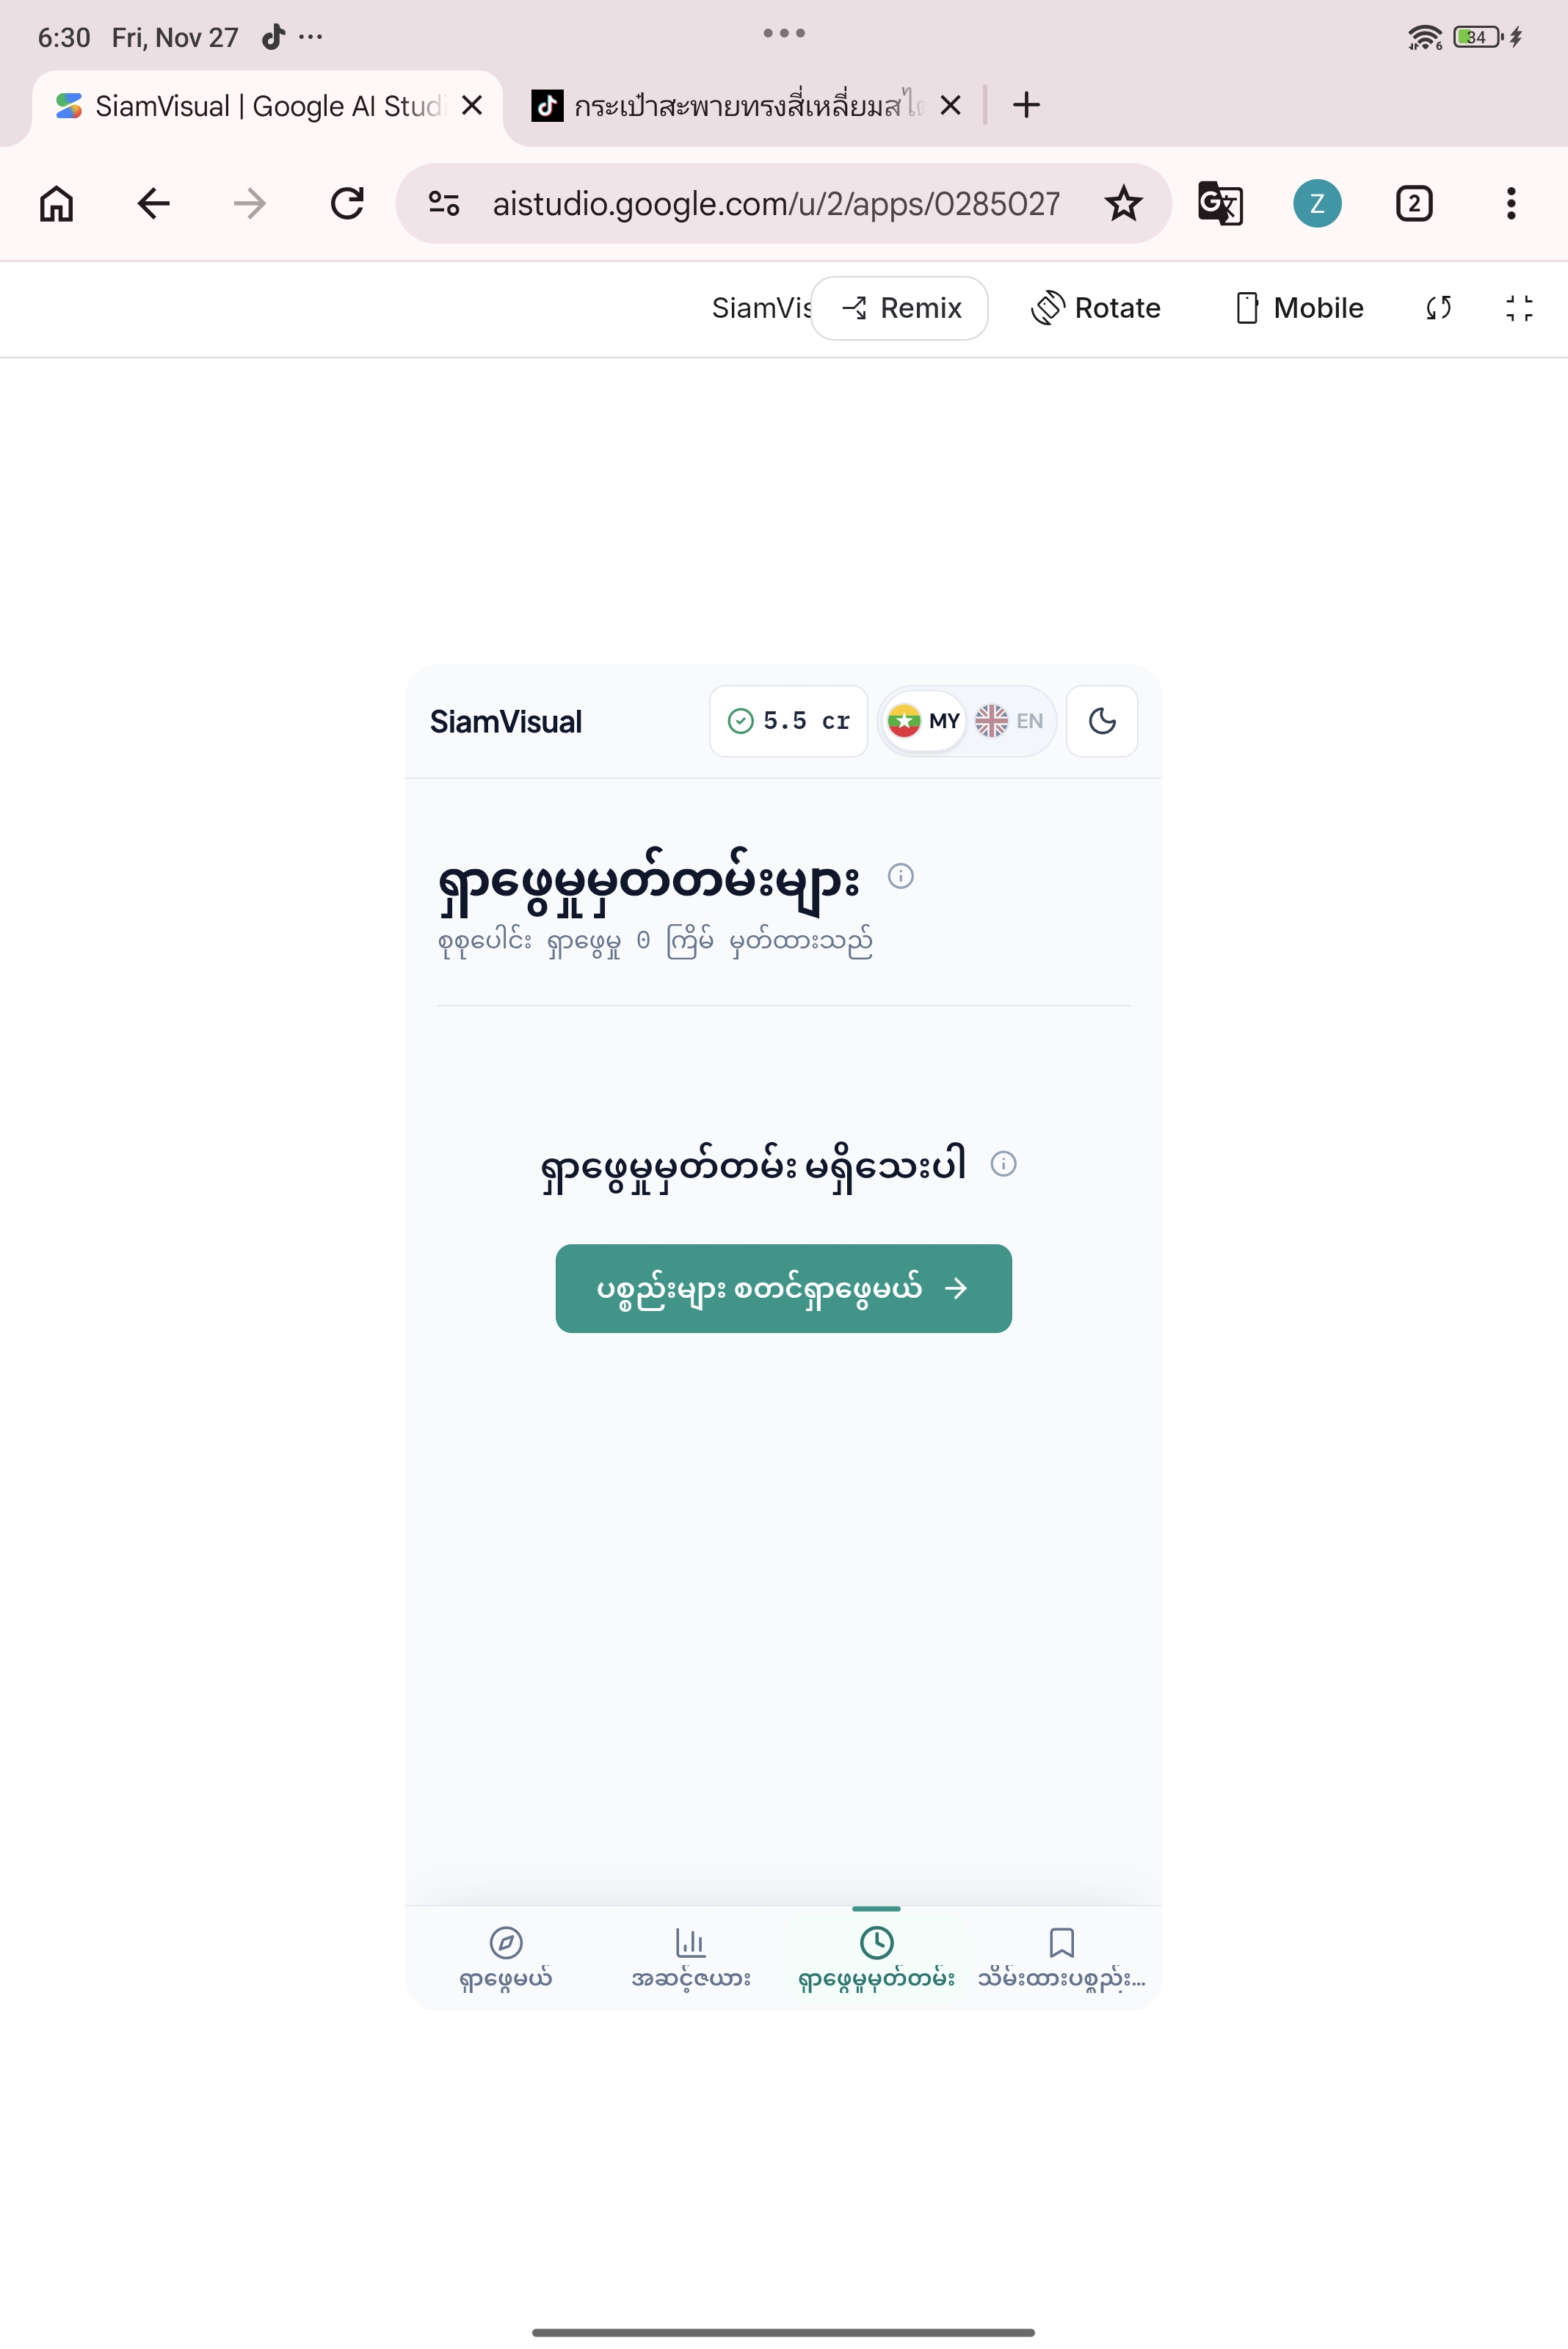 6:30 Fri, Nov 27
34
SiamVisual | Google AI Studi
กระเป๋าสะพายทรงสี่เหลี่ยมสไต
aistudio.google.com/u/2/apps/0285027
Z
2
SiamVis
Remix
Rotate
Mobile
SiamVisual
5.5 cr
MY
EN
ရှာဖွေမှုမှတ်တမ်းများ
စုစုပေါင်း ရှာဖွေမှု 0 ကြိမ် မှတ်ထားသည်
ရှာဖွေမှုမှတ်တမ်း မရှိသေးပါ
ပစ္စည်းများ စတင်ရှာဖွေမယ်
ရှာဖွေမယ်
အဆင့်ဇယား
ရှာဖွေမှုမှတ်တမ်း
သိမ်းထားပစ္စည်း...